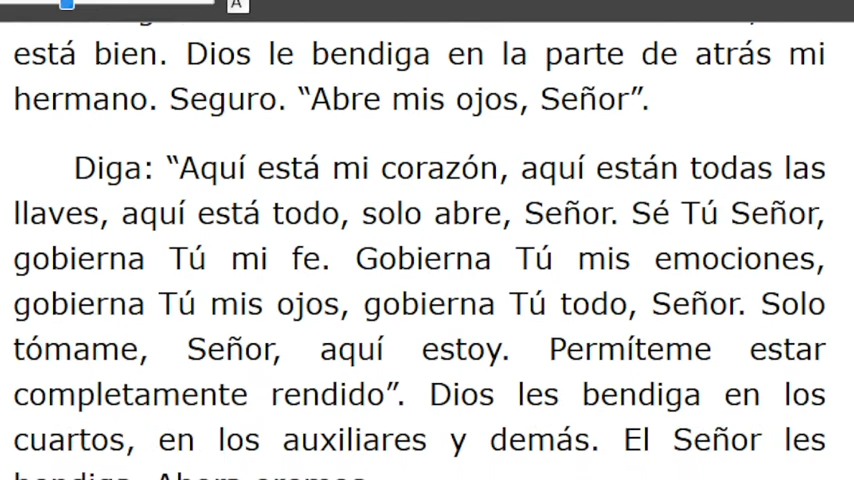 A
está bien. Dios le bendiga en la parte de atrás mi
hermano. Seguro. “Abre mis ojos, Señor”.
Diga: “Aquí está mi corazón, aquí están todas las
llaves, aquí está todo, solo abre, Señor. Sé Tú Señor,
gobierna Tú mi fe. Gobierna Tú mis emociones,
gobierna Tú mis ojos, gobierna Tú todo, Señor. Solo
tómame, Señor, aquí estoy. Permíteme estar
completamente rendido”. Dios les bendiga en los
cuartos, en los auxiliares y demás. El Señor les
bendiga. Ahora oremos.